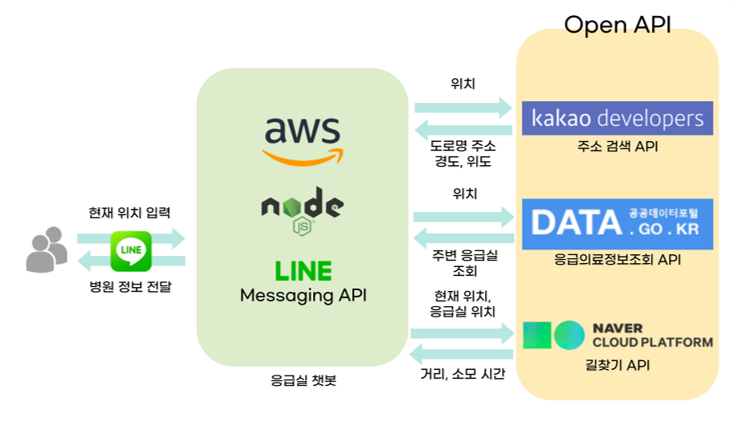 Open API
위치
aws
kakao developers
도로명 주소
경도, 위도
주소 검색 API
위치
node
JS
현재 위치 입력
DATA
공공데이터포털
.GO.KR
LINE
주변 응급실
조회
응급의료정보조회 API
LINE
Messaging API
병원 정보 전달
현재 위치,
응급실 위치
NAVER
CLOUD PLATFORM
길찾기 API
거리, 소모 시간
응급실 챗봇